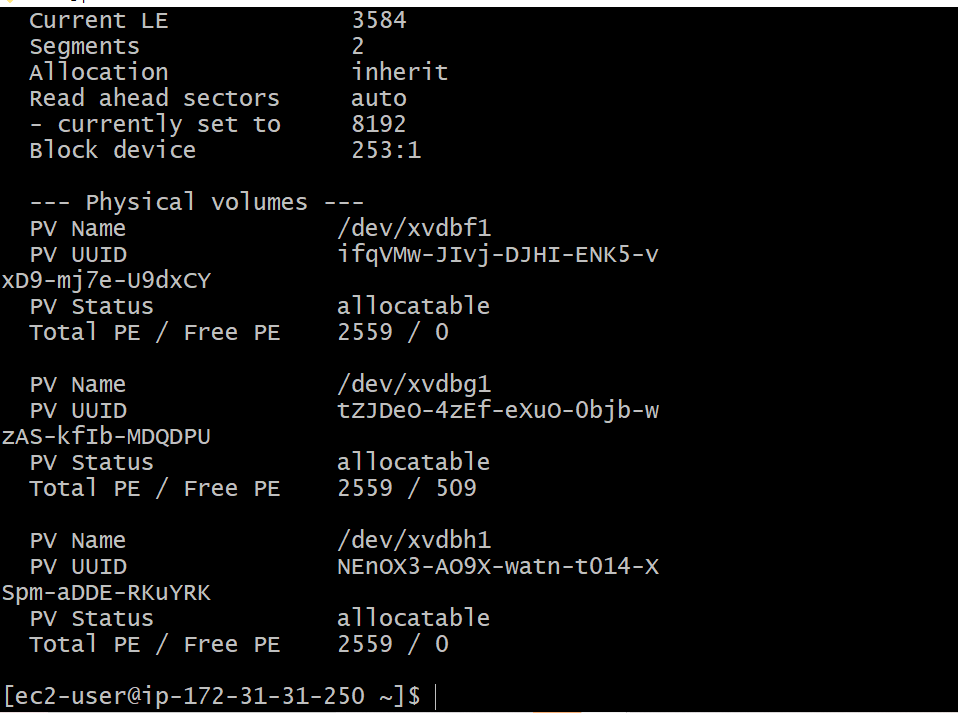 Current LE 3584
Segments 2
Allocation inherit
Read ahead sectors auto
- currently set to 8192
Block device 253:1
--- Physical volumes ---
PV Name /dev/xvdbf1
PV UUID ifqVMw-JIvj-DJHI-ENK5-v
xD9-mj7e-U9dxCY
PV Status allocatable
Total PE / Free PE 2559 / 0
PV Name /dev/xvdbg1
PV UUID tZJDeO-4zEf-eXuO-Objb-w
zAS-kfIb-MDQDPU
PV Status allocatable
Total PE / Free PE 2559 / 509
PV Name /dev/xvdbh1
PV UUID NEnOX3-AO9X-watn-t014-X
Spm-aDDE-RKuYRK
PV Status allocatable
Total PE / Free PE 2559 / 0
[ec2-user@ip-172-31-31-250 ~]$